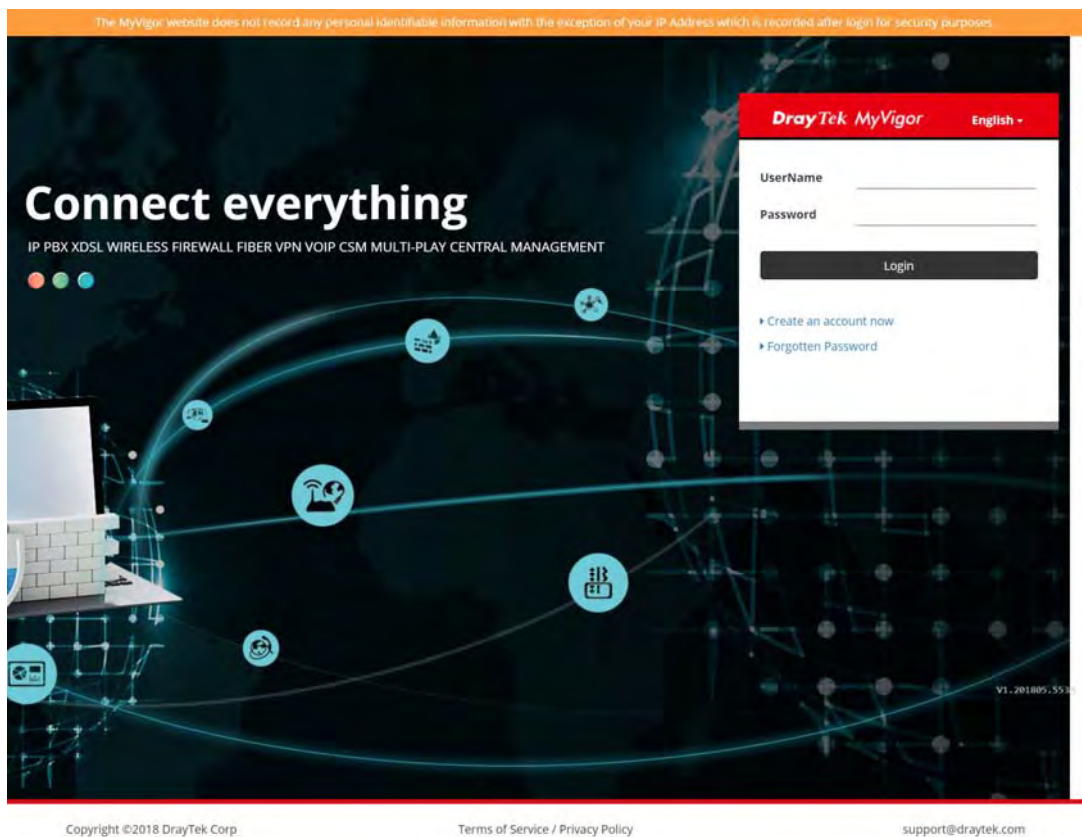 The MyVigor website does not record any personal identifiable information with the exception of your IP Address which is recorded after login for security purposes
DrayTek MyVigor English
UserName
Password
Login
Create an account now
Forgotten Password
Connect everything
IP PBX XDSL WIRELESS FIREWALL FIBER VPN VOIP CSM MULTI-PLAY CENTRAL MANAGEMENT
Copyright ©2018 DrayTek Corp
Terms of Service / Privacy Policy
support@draytek.com